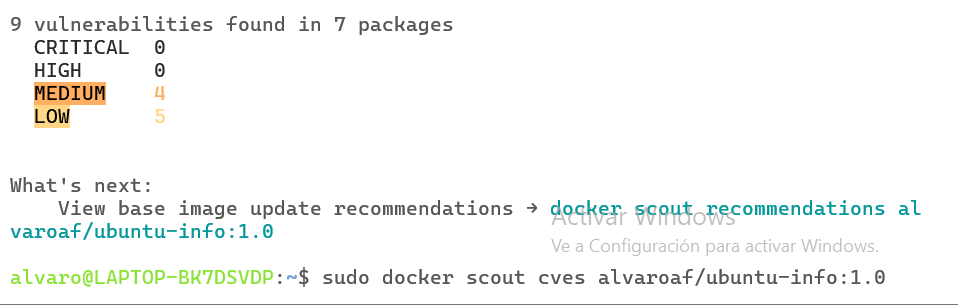 9 vulnerabilities found in 7 packages
CRITICAL 0
HIGH 0
MEDIUM 4
LOW 5
What's next:
View base image update recommendations → docker scout recommendations al
varoaf/ubuntu-info:1.0
Activar Windows
Ve a Configuración para activar Windows.
alvaro@LAPTOP-BK7DSVDP:~$ sudo docker scout cves alvaroaf/ubuntu-info:1.0